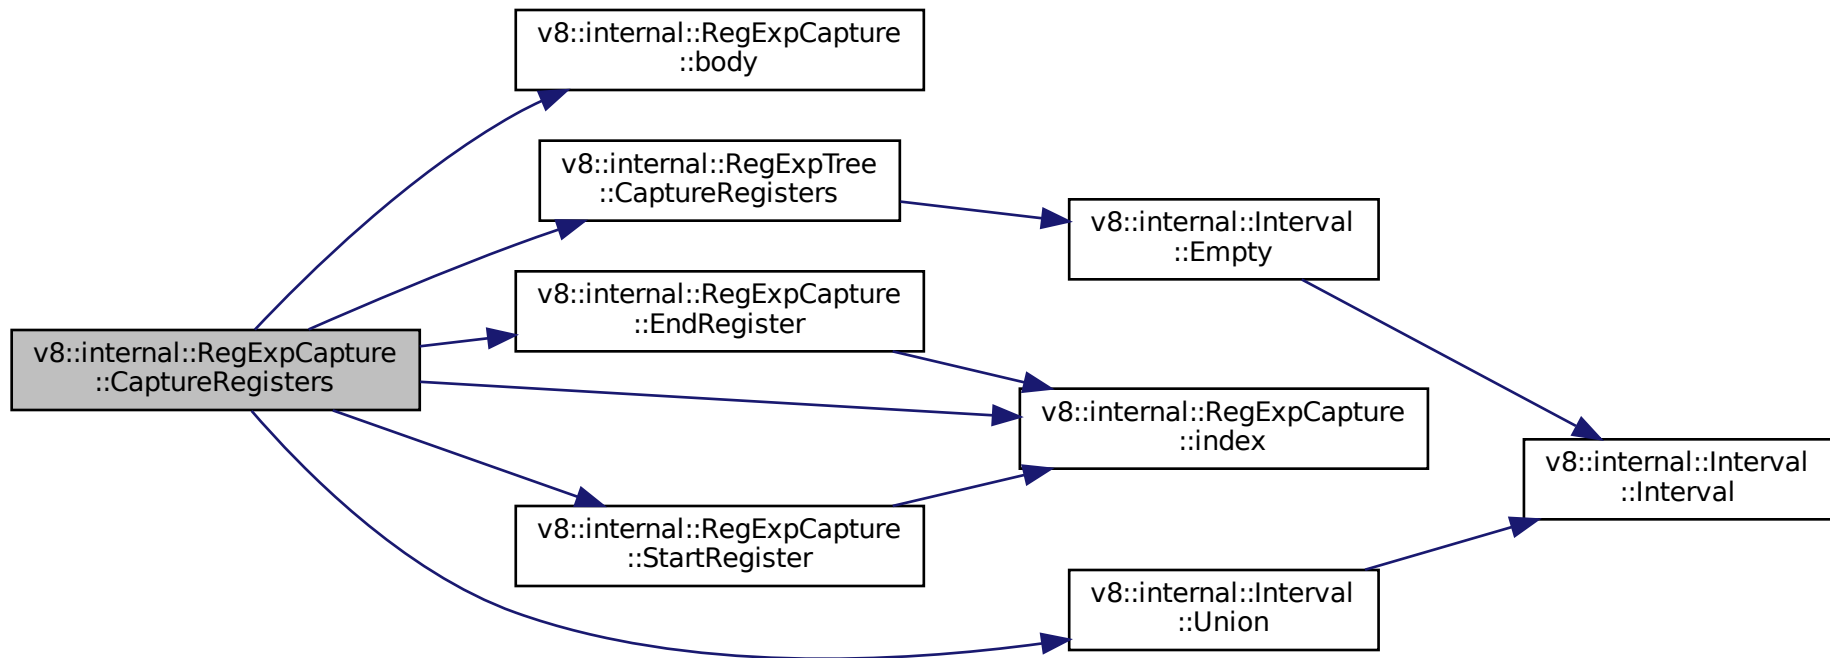 v8::internal::RegExpCapture
::body
v8::internal::RegExpTree
::CaptureRegisters
v8::internal::Interval
::Empty
v8::internal::RegExpCapture
::EndRegister
v8::internal::RegExpCapture
::CaptureRegisters
v8::internal::RegExpCapture
::index
v8::internal::Interval
::Interval
v8::internal::RegExpCapture
::StartRegister
v8::internal::Interval
::Union